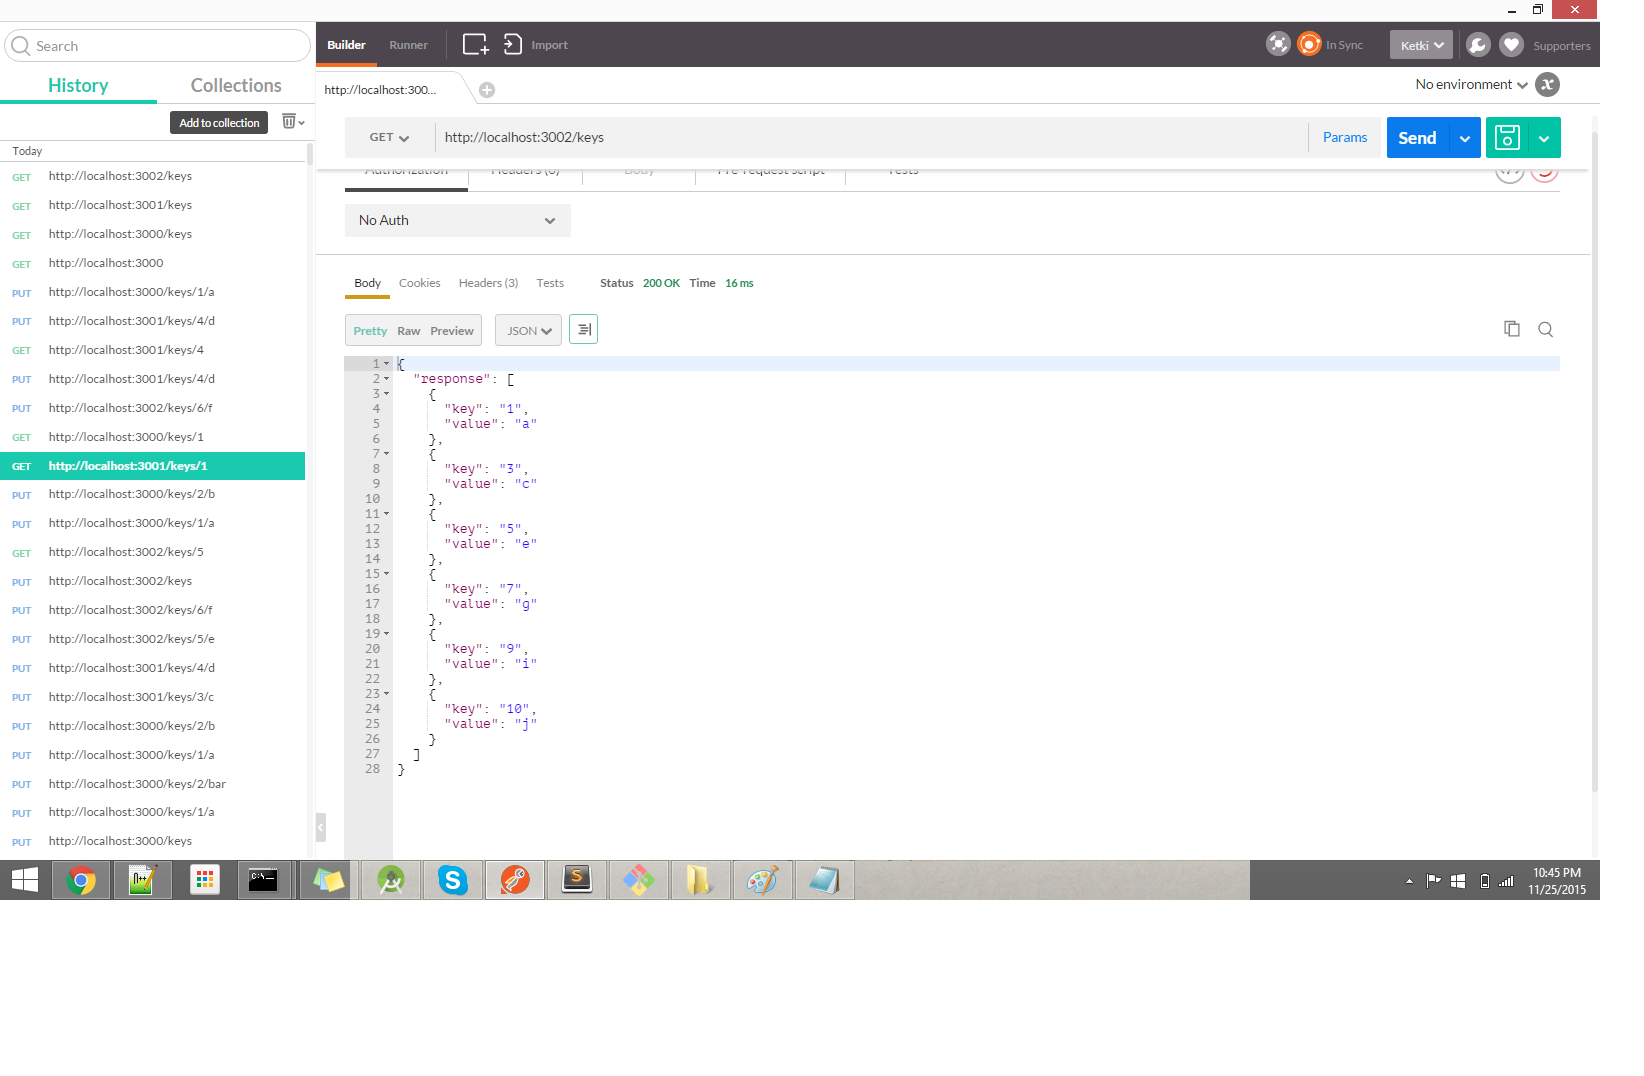 Search
History
Collections
Add to collection
Today
GET http://localhost:3002/keys
GET http://localhost:3001/keys
GET http://localhost:3000/keys
GET http://localhost:3000
PUT http://localhost:3000/keys/1/a
PUT http://localhost:3001/keys/4/d
GET http://localhost:3001/keys/4
PUT http://localhost:3001/keys/4/d
PUT http://localhost:3002/keys/6/f
GET http://localhost:3000/keys/1
GET http://localhost:3001/keys/1
PUT http://localhost:3000/keys/2/b
PUT http://localhost:3000/keys/1/a
GET http://localhost:3002/keys/5
PUT http://localhost:3002/keys
PUT http://localhost:3002/keys/6/f
PUT http://localhost:3002/keys/5/e
PUT http://localhost:3001/keys/4/d
PUT http://localhost:3001/keys/3/c
PUT http://localhost:3000/keys/2/b
PUT http://localhost:3000/keys/1/a
PUT http://localhost:3000/keys/2/bar
PUT http://localhost:3000/keys/1/a
PUT http://localhost:3000/keys
Builder Runner Import In Sync Ketki Supporters
http://localhost:300...
No environment
GET http://localhost:3002/keys Params Send
Authorization Headers (0) Body Pre-request script Tests
No Auth
Body Cookies Headers (3) Tests Status 200 OK Time 16 ms
Pretty Raw Preview JSON
1 {
2 "response": [
3 {
4 "key": "1",
5 "value": "a"
6 },
7 {
8 "key": "3",
9 "value": "c"
10 },
11 {
12 "key": "5",
13 "value": "e"
14 },
15 {
16 "key": "7",
17 "value": "g"
18 },
19 {
20 "key": "9",
21 "value": "i"
22 },
23 {
24 "key": "10",
25 "value": "j"
26 }
27 ]
28 }
10:45 PM
11/25/2015